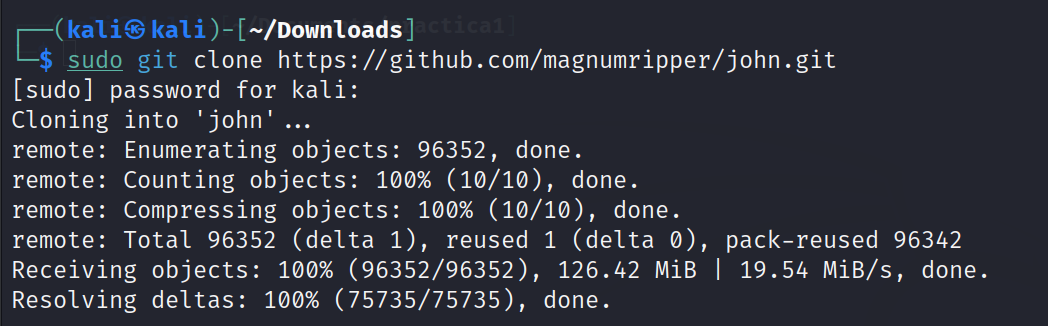 ┌──(kali㉿kali)-[~/Downloads]
└─$ sudo git clone https://github.com/magnumripper/john.git
[sudo] password for kali:
Cloning into 'john'...
remote: Enumerating objects: 96352, done.
remote: Counting objects: 100% (10/10), done.
remote: Compressing objects: 100% (10/10), done.
remote: Total 96352 (delta 1), reused 1 (delta 0), pack-reused 96342
Receiving objects: 100% (96352/96352), 126.42 MiB | 19.54 MiB/s, done.
Resolving deltas: 100% (75735/75735), done.